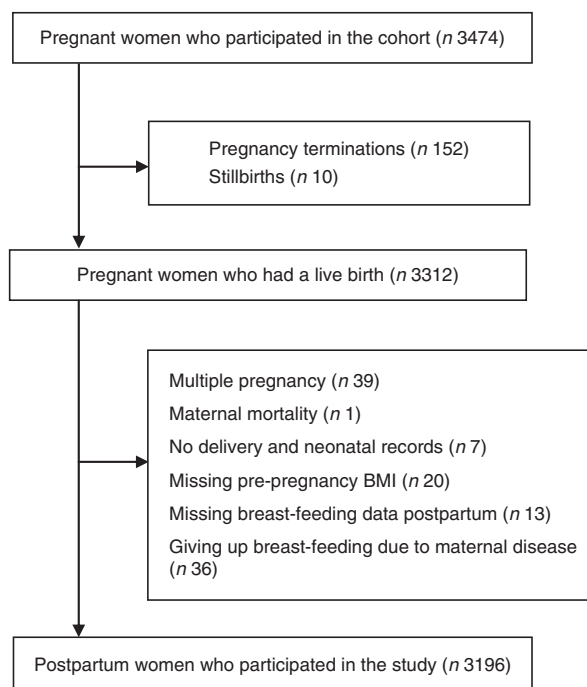 Pregnant women who participated in the cohort (n 3474)
Pregnancy terminations (n 152)
Stillbirths (n 10)
Pregnant women who had a live birth (n 3312)
Multiple pregnancy (n 39)
Maternal mortality (n 1)
No delivery and neonatal records (n 7)
Missing pre-pregnancy BMI (n 20)
Missing breast-feeding data postpartum (n 13)
Giving up breast-feeding due to maternal disease
(n 36)
Postpartum women who participated in the study (n 3196)